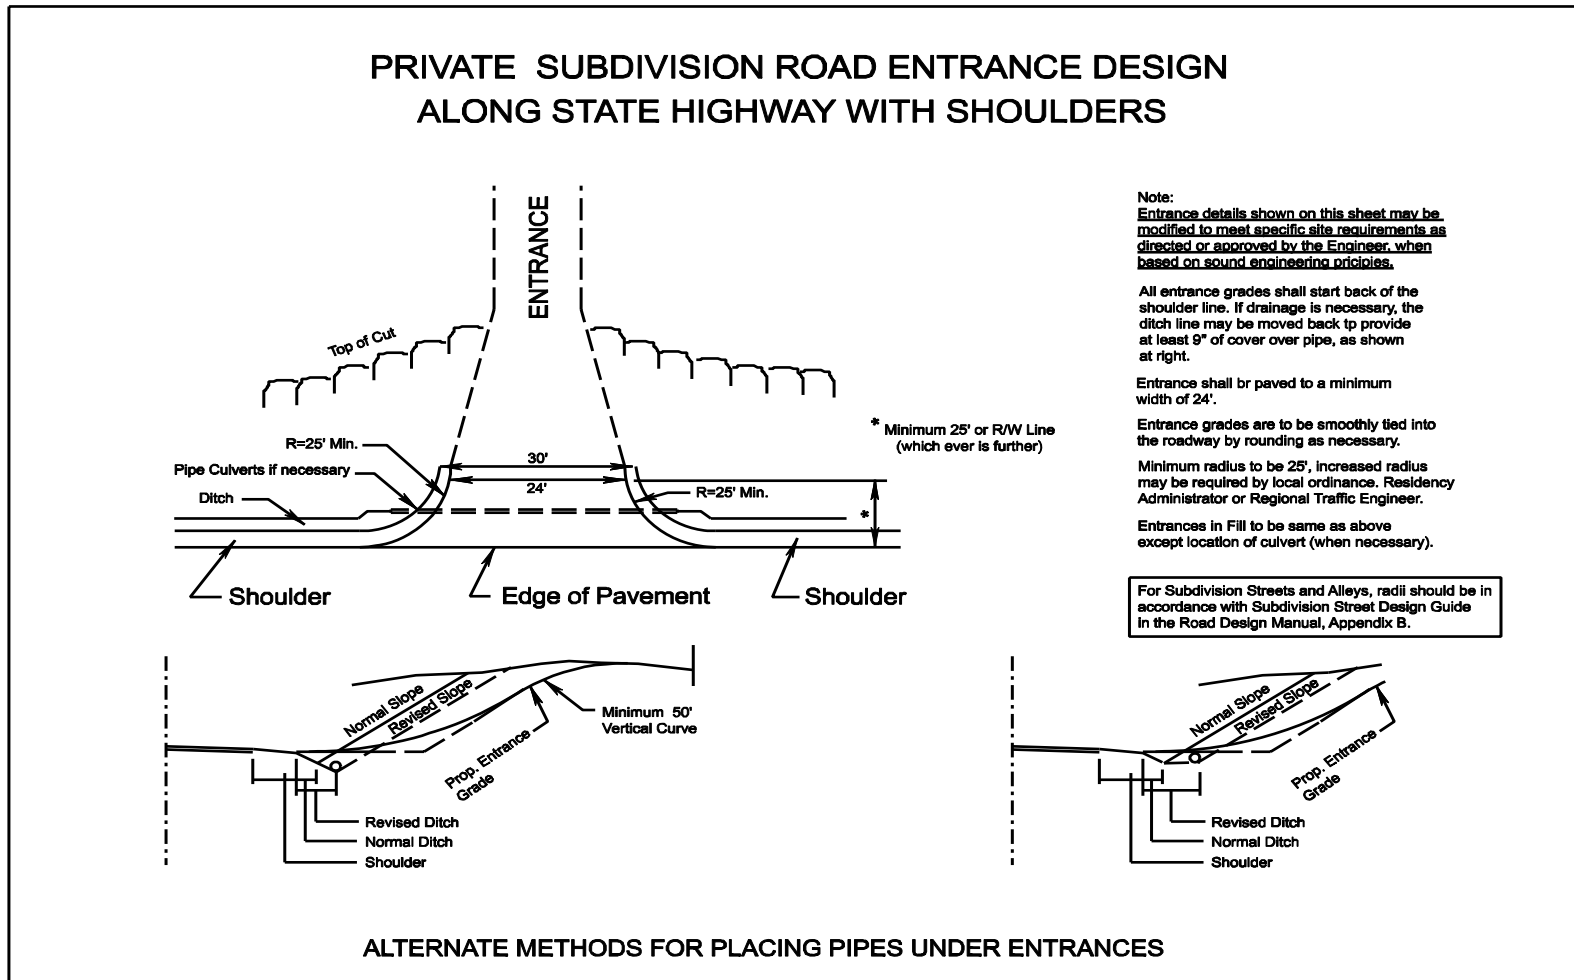 PRIVATE SUBDIVISION ROAD ENTRANCE DESIGN
ALONG STATE HIGHWAY WITH SHOULDERS
ENTRANCE
Top of Cut
R=25' Min.
Pipe Culverts if necessary
Ditch
30'
24'
R=25' Min.
* Minimum 25' or R/W Line
(which ever is further)
*
Shoulder
Edge of Pavement
Shoulder
Note:
Entrance details shown on this sheet may be
modified to meet specific site requirements as
directed or approved by the Engineer, when
based on sound engineering pricipies.
All entrance grades shall start back of the
shoulder line. If drainage is necessary, the
ditch line may be moved back tp provide
at least 9" of cover over pipe, as shown
at right.
Entrance shall br paved to a minimum
width of 24'.
Entrance grades are to be smoothly tied into
the roadway by rounding as necessary.
Minimum radius to be 25', increased radius
may be required by local ordinance. Residency
Administrator or Regional Traffic Engineer.
Entrances in Fill to be same as above
except location of culvert (when necessary).
For Subdivision Streets and Alleys, radii should be in
accordance with Subdivision Street Design Guide
in the Road Design Manual, Appendix B.
Normal Slope
Revised Slope
Minimum 50'
Vertical Curve
Prop. Entrance
Grade
Revised Ditch
Normal Ditch
Shoulder
Normal Slope
Revised Slope
Prop. Entrance
Grade
Revised Ditch
Normal Ditch
Shoulder
ALTERNATE METHODS FOR PLACING PIPES UNDER ENTRANCES